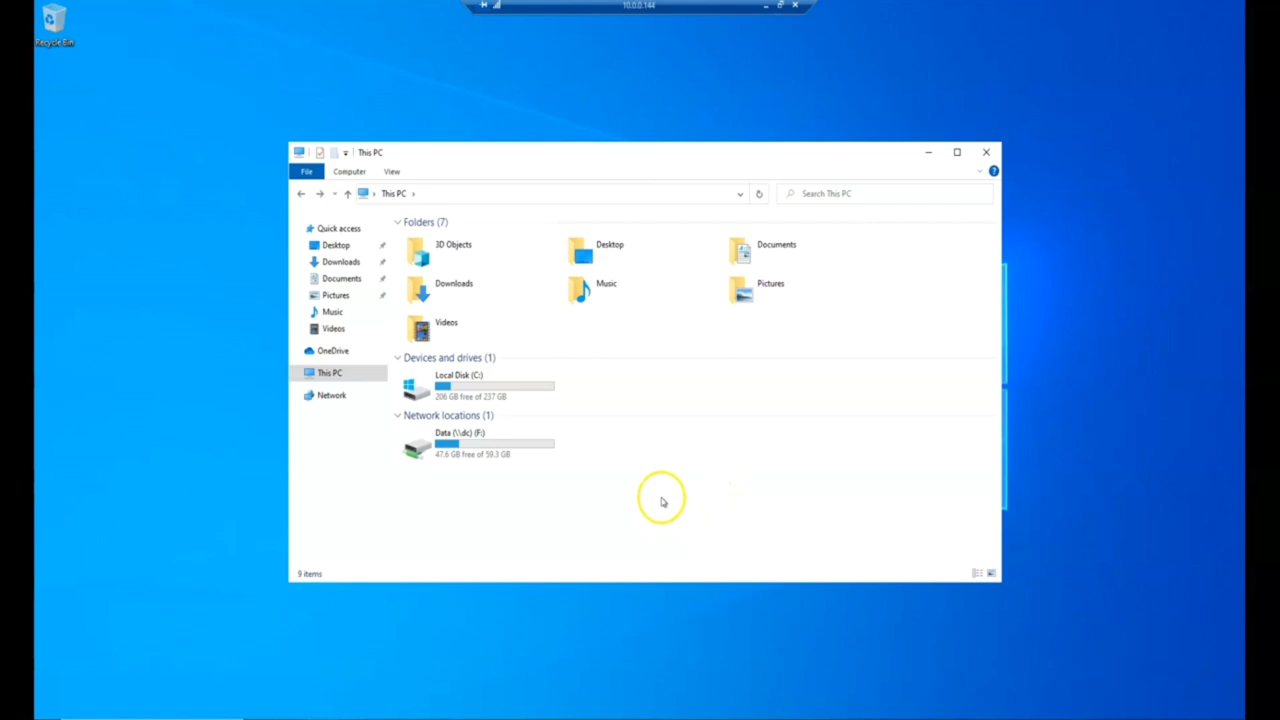 10.0.0.144
Recycle Bin
This PC
File Computer View
This PC
Search This PC
Quick access
Desktop
Downloads
Documents
Pictures
Music
Videos
OneDrive
This PC
Network
Folders (7)
3D Objects
Desktop
Documents
Downloads
Music
Pictures
Videos
Devices and drives (1)
Local Disk (C:)
206 GB free of 237 GB
Network locations (1)
Data (\\dc) (F:)
47.6 GB free of 59.3 GB
9 items